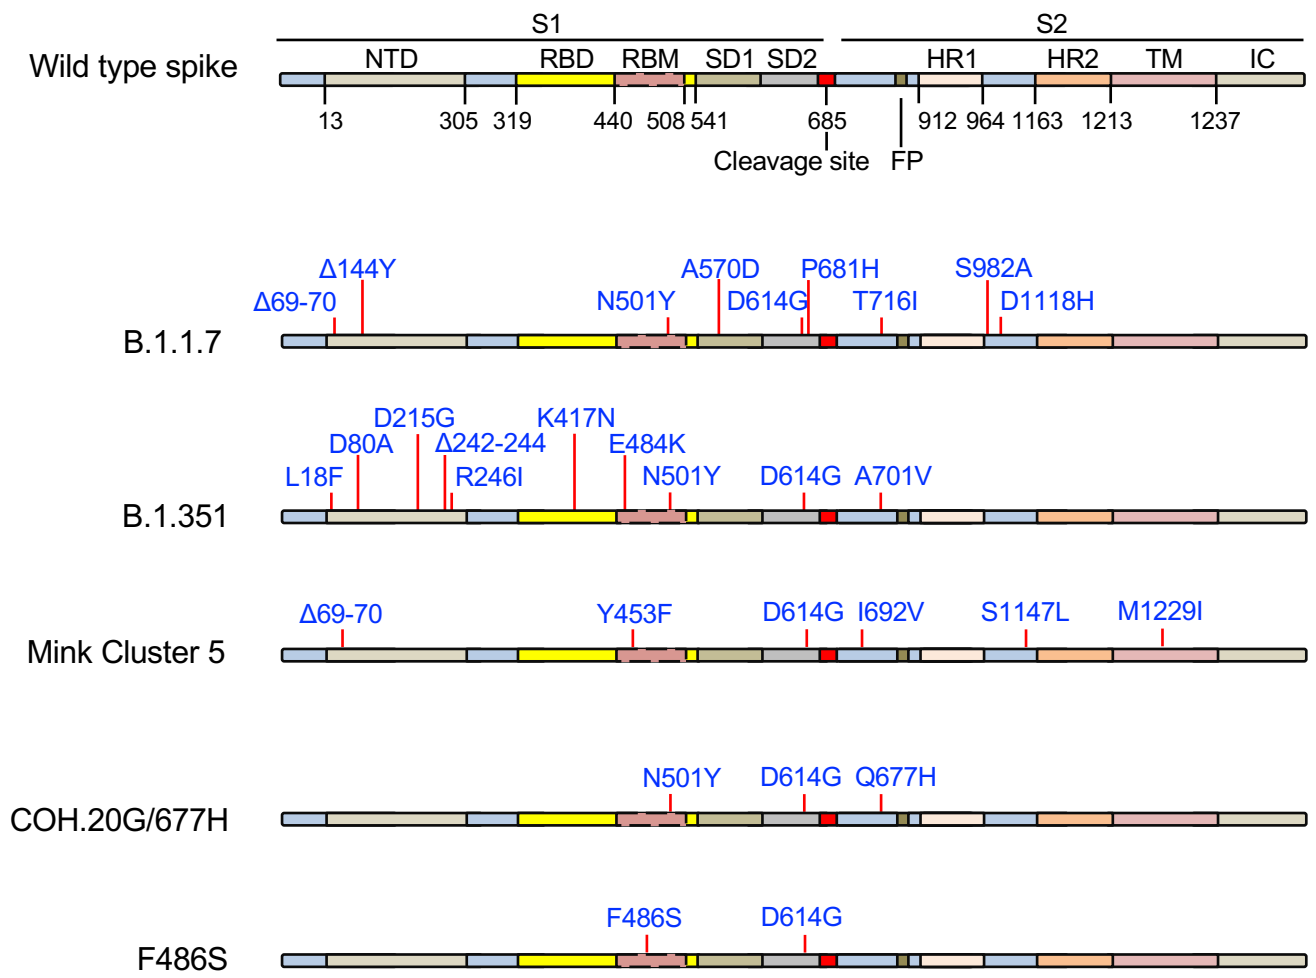 S1 S2
Wild type spike NTD RBD RBM SD1 SD2 HR1 HR2 TM IC
13 305 319 440 508 541 685 912 964 1163 1213 1237
Cleavage site FP
Δ144Y A570D P681H S982A
Δ69-70 N501Y D614G T716I D1118H
B.1.1.7
D215G K417N
D80A Δ242-244 E484K
L18F R246I N501Y D614G A701V
B.1.351
Δ69-70 Y453F D614G I692V S1147L M1229I
Mink Cluster 5
N501Y D614G Q677H
COH.20G/677H
F486S D614G
F486S